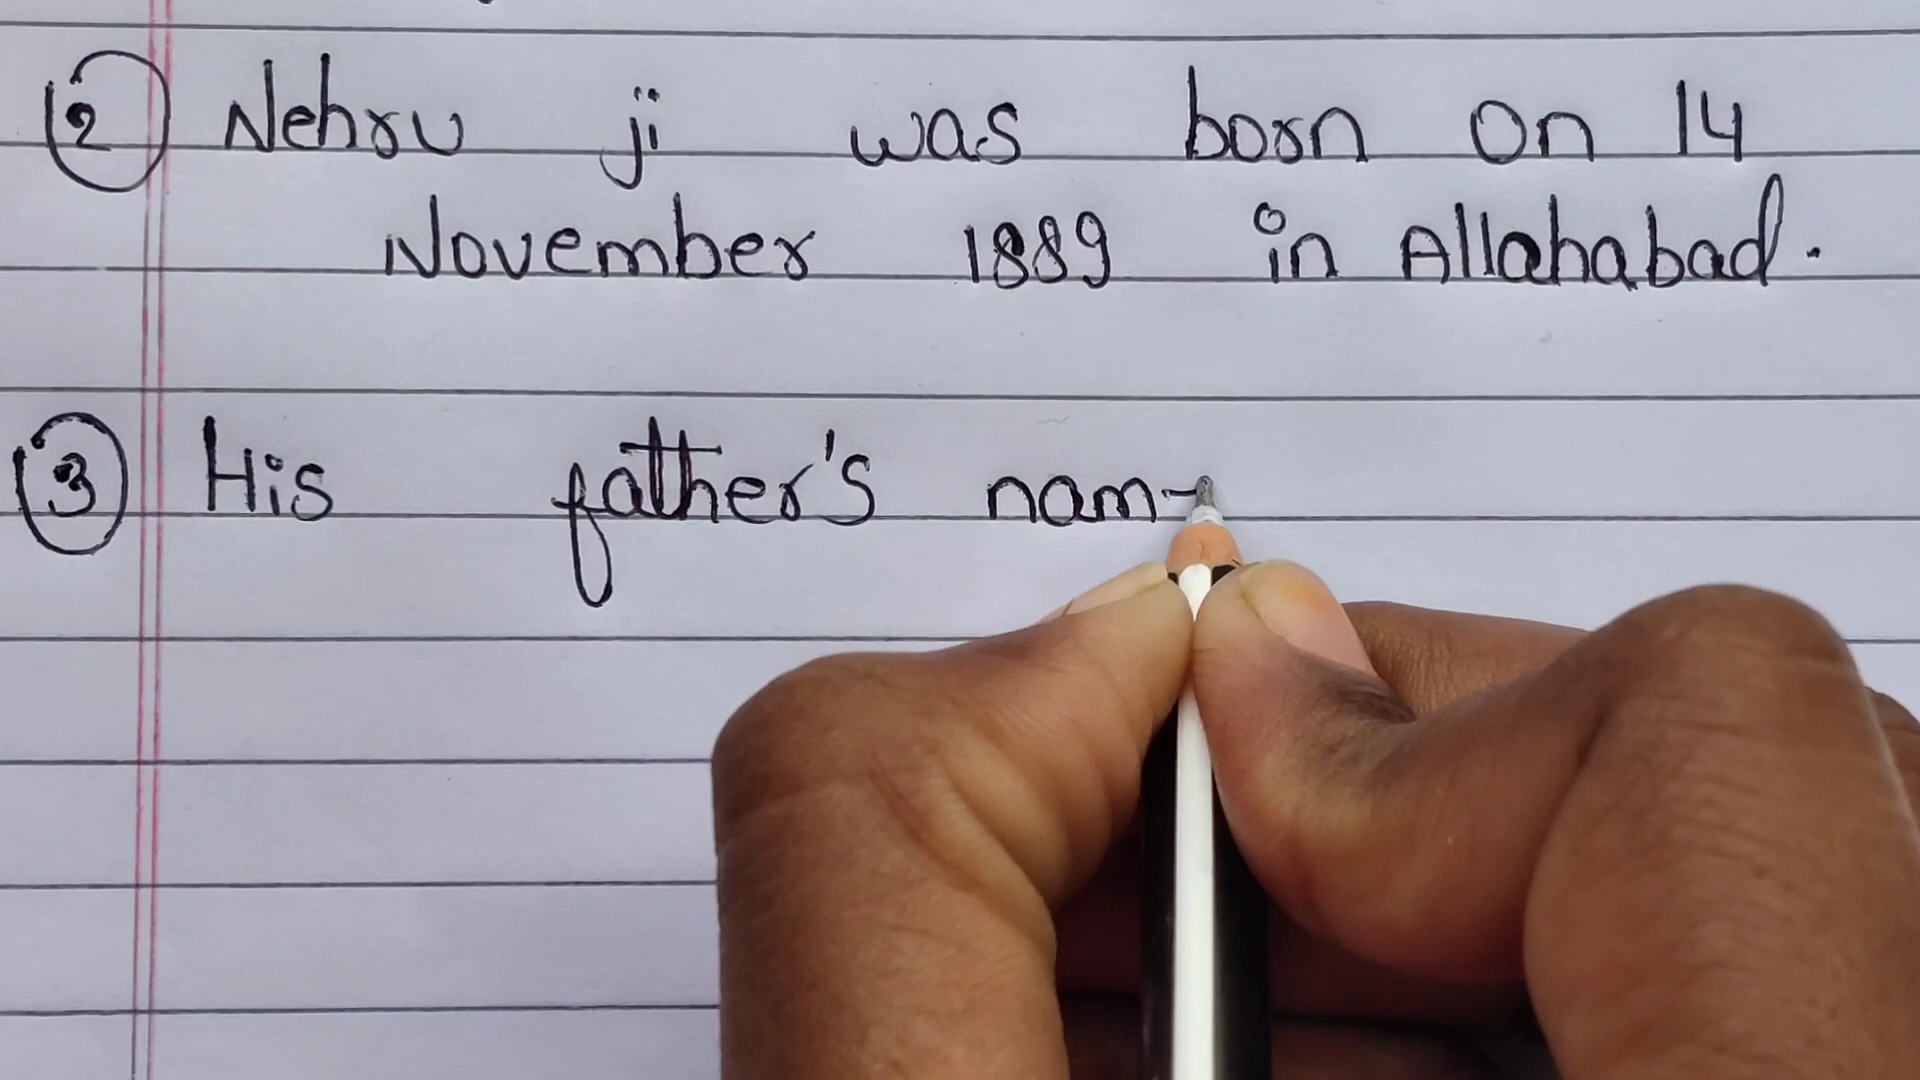 2 Nehru ji was born on 14
November 1889 in Allahabad.
3 His father's nam